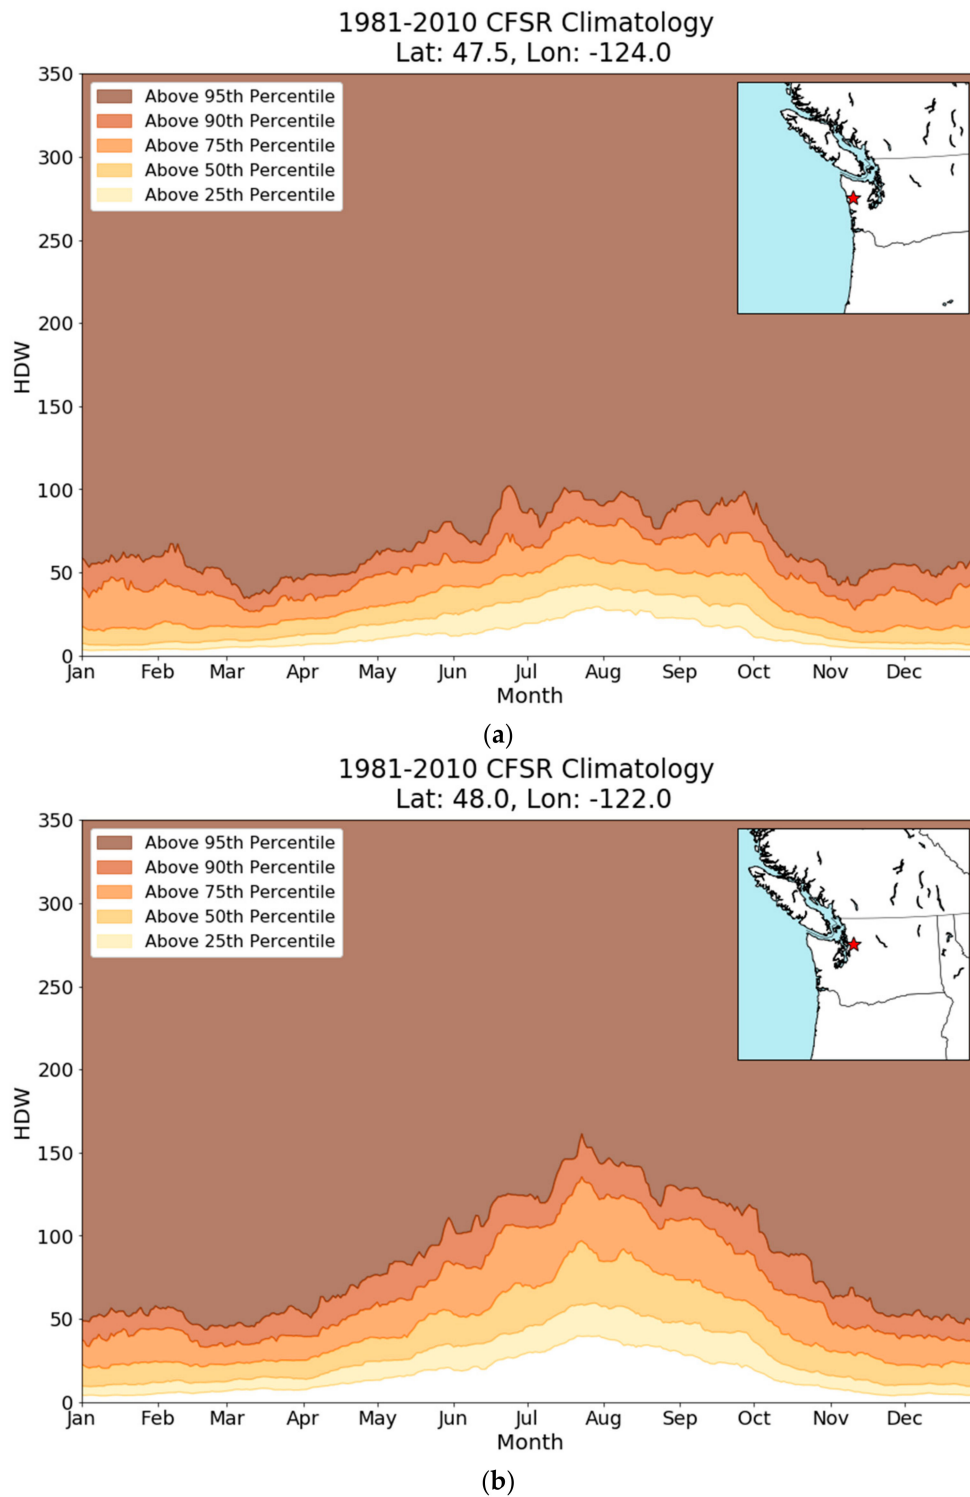 1981-2010 CFSR Climatology
Lat: 47.5, Lon: -124.0
350
300
250
200
150
100
50
0
HDW
Above 95th Percentile
Above 90th Percentile
Above 75th Percentile
Above 50th Percentile
Above 25th Percentile
Jan Feb Mar Apr May Jun Jul Aug Sep Oct Nov Dec
Month
(a)
1981-2010 CFSR Climatology
Lat: 48.0, Lon: -122.0
350
300
250
200
150
100
50
0
HDW
Above 95th Percentile
Above 90th Percentile
Above 75th Percentile
Above 50th Percentile
Above 25th Percentile
Jan Feb Mar Apr May Jun Jul Aug Sep Oct Nov Dec
Month
(b)